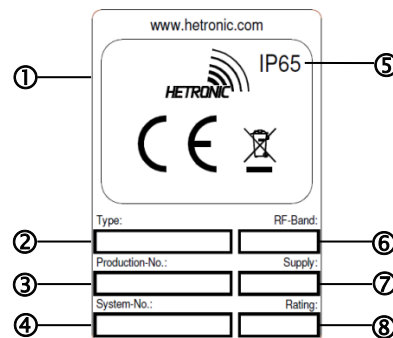 www.hetronic.com
① IP65 ⑤
HETRONIC
CE
Type: RF-Band:
② ⑥
Production-No.: Supply:
③ ⑦
System-No.: Rating:
④ ⑧